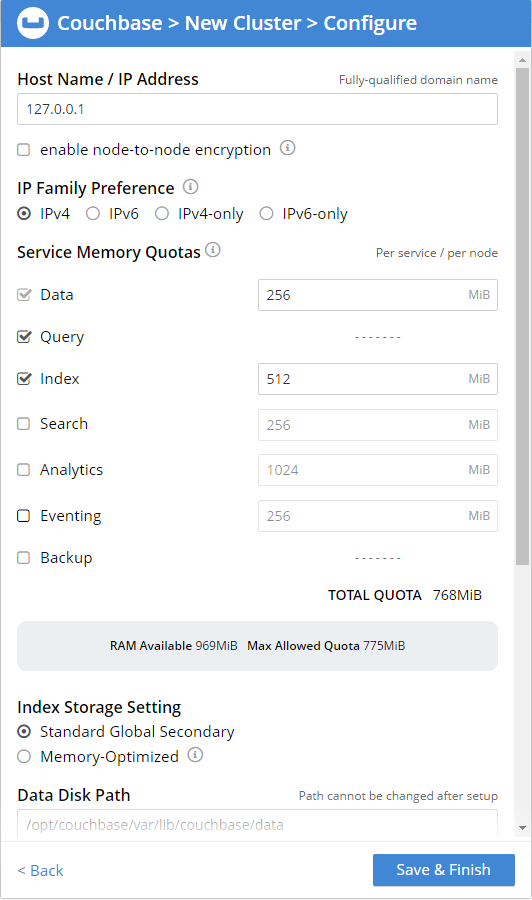 Couchbase > New Cluster > Configure
Host Name / IP Address Fully-qualified domain name
127.0.0.1
enable node-to-node encryption
IP Family Preference
IPv4 IPv6 IPv4-only IPv6-only
Service Memory Quotas Per service / per node
Data 256 MiB
Query -------
Index 512 MiB
Search 256 MiB
Analytics 1024 MiB
Eventing 256 MiB
Backup -------
TOTAL QUOTA 768MiB
RAM Available 969MiB Max Allowed Quota 775MiB
Index Storage Setting
Standard Global Secondary
Memory-Optimized
Data Disk Path Path cannot be changed after setup
/opt/couchbase/var/lib/couchbase/data
< Back Save & Finish